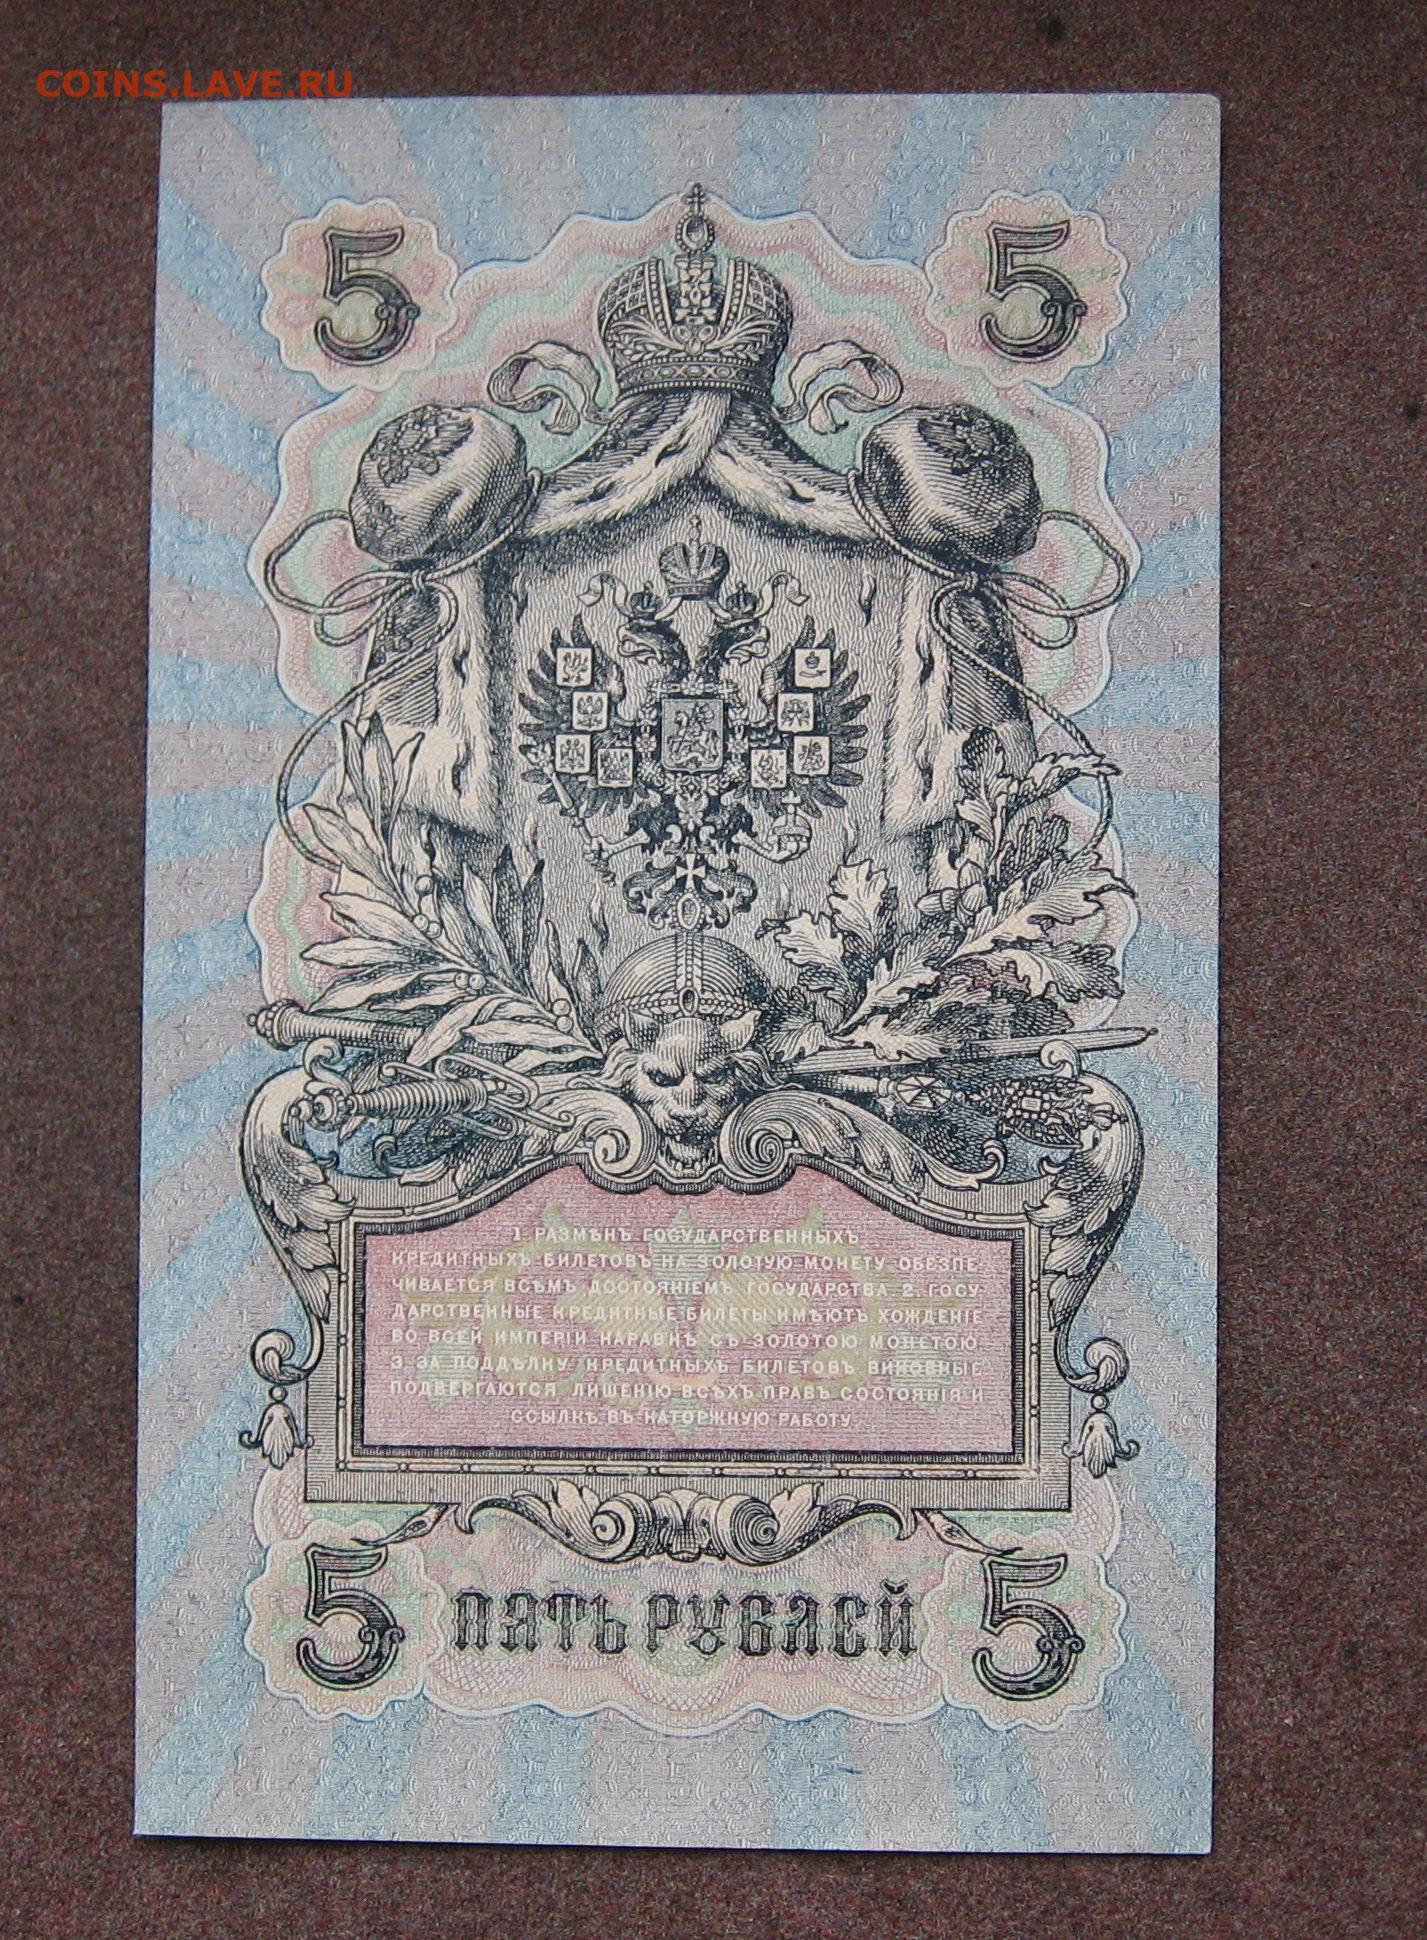 COINS.LAVE.RU
5 5
1. РАЗМѢНЪ ГОСУДАРСТВЕННЫХЪ
КРЕДИТНЫХЪ БИЛЕТОВЪ НА ЗОЛОТУЮ МОНЕТУ ОБЕЗПЕ-
ЧИВАЕТСЯ ВСѢМЪ ДОСТОЯНІЕМЪ ГОСУДАРСТВА. 2. ГОСУ-
ДАРСТВЕННЫЕ КРЕДИТНЫЕ БИЛЕТЫ ИМѢЮТЪ ХОЖДЕНІЕ
ВО ВСЕЙ ИМПЕРІИ НАРАВНѢ СЪ ЗОЛОТОЮ МОНЕТОЮ.
3. ЗА ПОДДѢЛКУ КРЕДИТНЫХЪ БИЛЕТОВЪ ВИНОВНЫЕ
ПОДВЕРГАЮТСЯ ЛИШЕНІЮ ВСѢХЪ ПРАВЪ СОСТОЯНІЯ И
ССЫЛКѢ ВЪ КАТОРЖНУЮ РАБОТУ.
5 ПЯТЬ РУБЛЕЙ 5